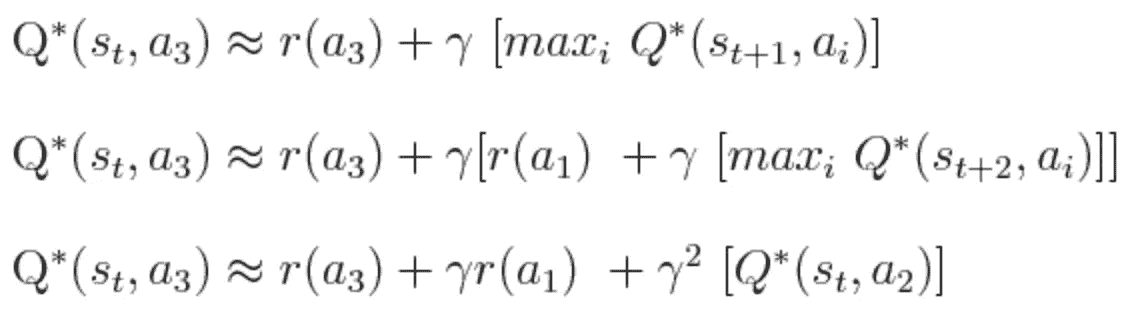 Q*(s_t, a_3) ≈ r(a_3) + γ [max_i Q*(s_{t+1}, a_i)]
Q*(s_t, a_3) ≈ r(a_3) + γ[r(a_1) + γ [max_i Q*(s_{t+2}, a_i)]]
Q*(s_t, a_3) ≈ r(a_3) + γr(a_1) + γ² [Q*(s_t, a_2)]